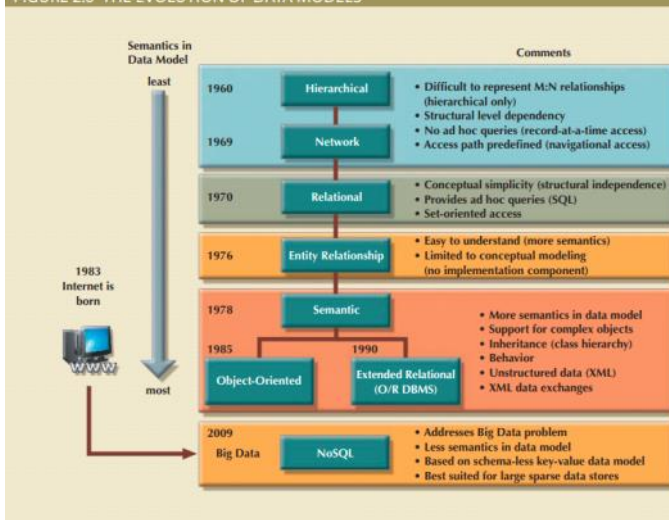 FIGURE 2.5 THE EVOLUTION OF DATA MODELS
Semantics in
Data Model
least
Comments
1960
Hierarchical
• Difficult to represent M:N relationships
(hierarchical only)
• Structural level dependency
• No ad hoc queries (record-at-a-time access)
• Access path predefined (navigational access)
1969
Network
1970
Relational
• Conceptual simplicity (structural independence)
• Provides ad hoc queries (SQL)
• Set-oriented access
1976
Entity Relationship
• Easy to understand (more semantics)
• Limited to conceptual modeling
(no implementation component)
1983
Internet is
born
WWW
1978
Semantic
• More semantics in data model
• Support for complex objects
• Inheritance (class hierarchy)
• Behavior
• Unstructured data (XML)
• XML data exchanges
1985
1990
Object-Oriented
Extended Relational
(O/R DBMS)
most
2009
Big Data
NoSQL
• Addresses Big Data problem
• Less semantics in data model
• Based on schema-less key-value data model
• Best suited for large sparse data stores